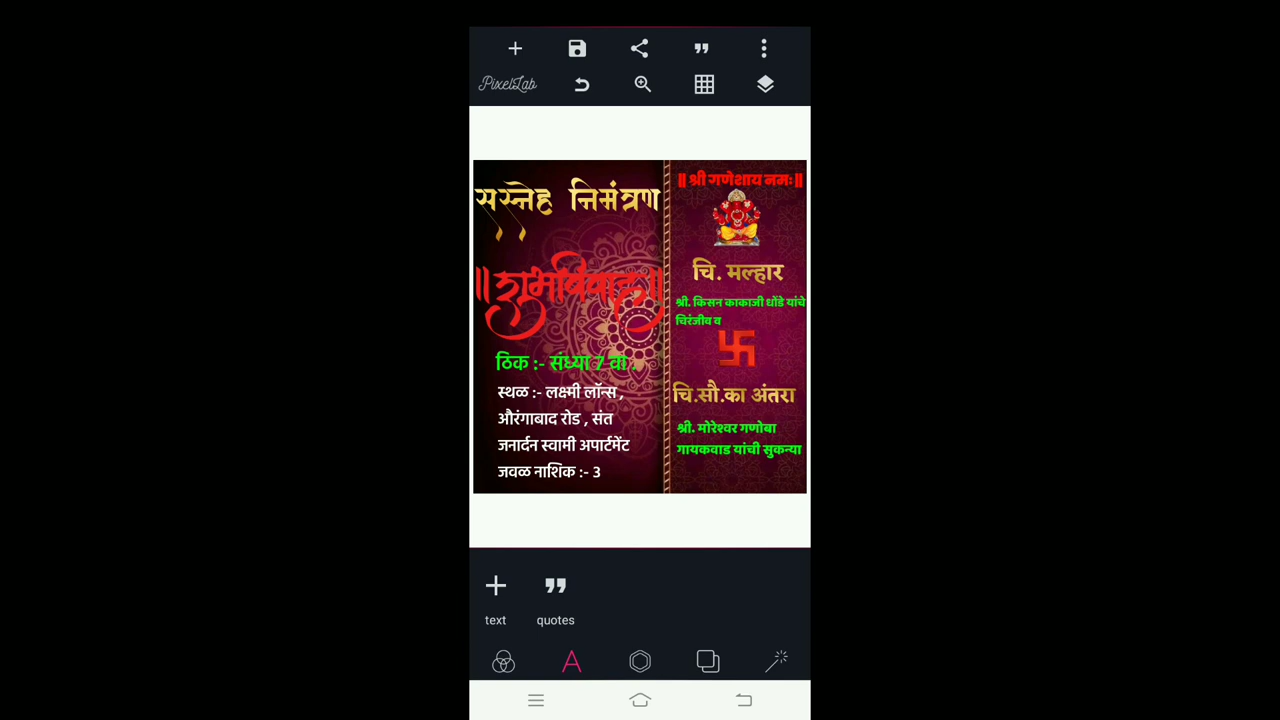 PixelLab
सस्नेह निमंत्रण
॥शुभविवाह॥
ठिक :- संध्या 7 वा .
स्थळ :- लक्ष्मी लॉन्स ,
औरंगाबाद रोड , संत
जनार्दन स्वामी अपार्टमेंट
जवळ नाशिक :- 3
॥ श्री गणेशाय नमः॥
चि. मल्हार
श्री. किसन काकाजी धोंडे यांचे
चिरंजीव व
चि.सौ.का अंतरा
श्री. मोरेश्वर गणोबा
गायकवाड यांची सुकन्या
text
quotes